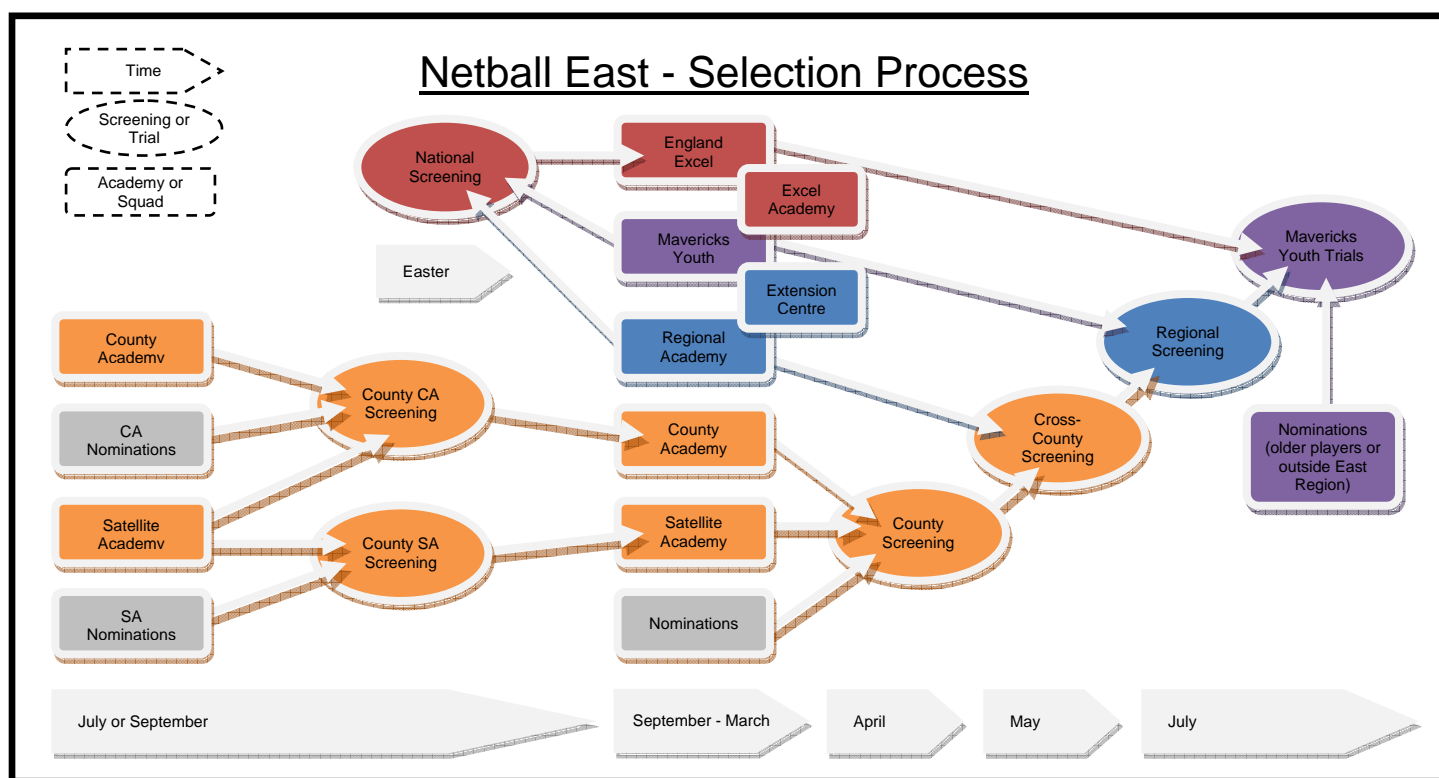 Netball East - Selection Process
Time
Screening or
Trial
Academy or
Squad
National
Screening
England
Excel
Excel
Academy
Mavericks
Youth
Extension
Centre
Regional
Academy
Mavericks
Youth Trials
Regional
Screening
Easter
County
Academy
CA
Nominations
Satellite
Academy
SA
Nominations
County CA
Screening
County SA
Screening
County
Academy
Satellite
Academy
Nominations
County
Screening
Cross-
County
Screening
Nominations
(older players or
outside East
Region)
July or September
September - March
April
May
July